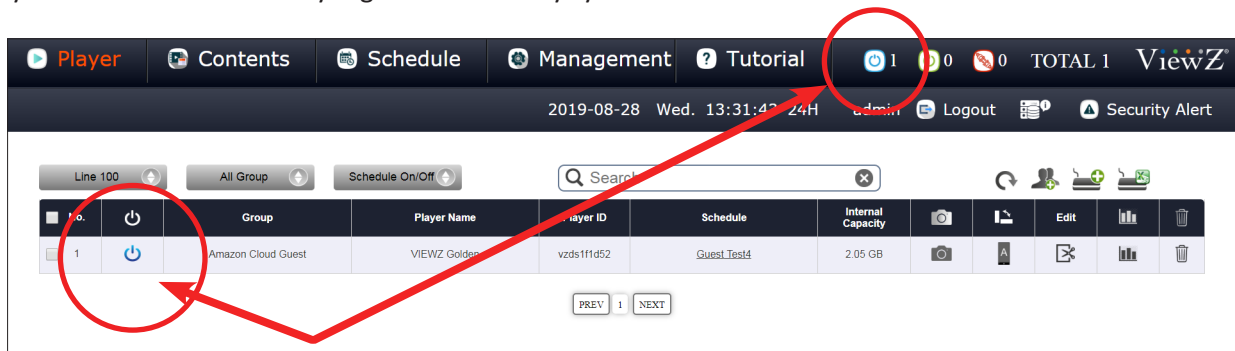 Player Contents Schedule Management Tutorial 1 0 0 TOTAL 1 ViewZ
2019-08-28 Wed. 13:31:43 24H admin Logout Security Alert
Line 100 All Group Schedule On/Off Search
No. Group Player Name Player ID Schedule Internal Capacity Edit
1 Amazon Cloud Guest VIEWZ Golden vzds1f1d52 Guest Test4 2.05 GB A
PREV 1 NEXT